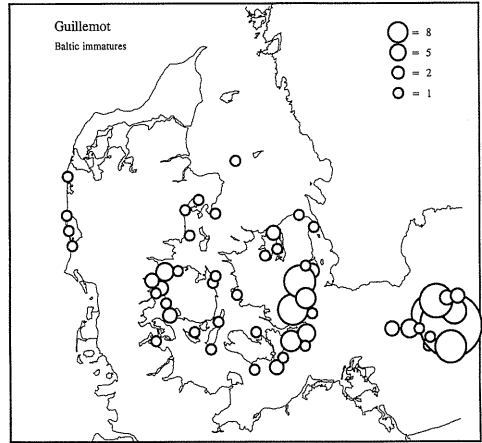 Guillemot
Baltic immatures
= 8
= 5
= 2
= 1